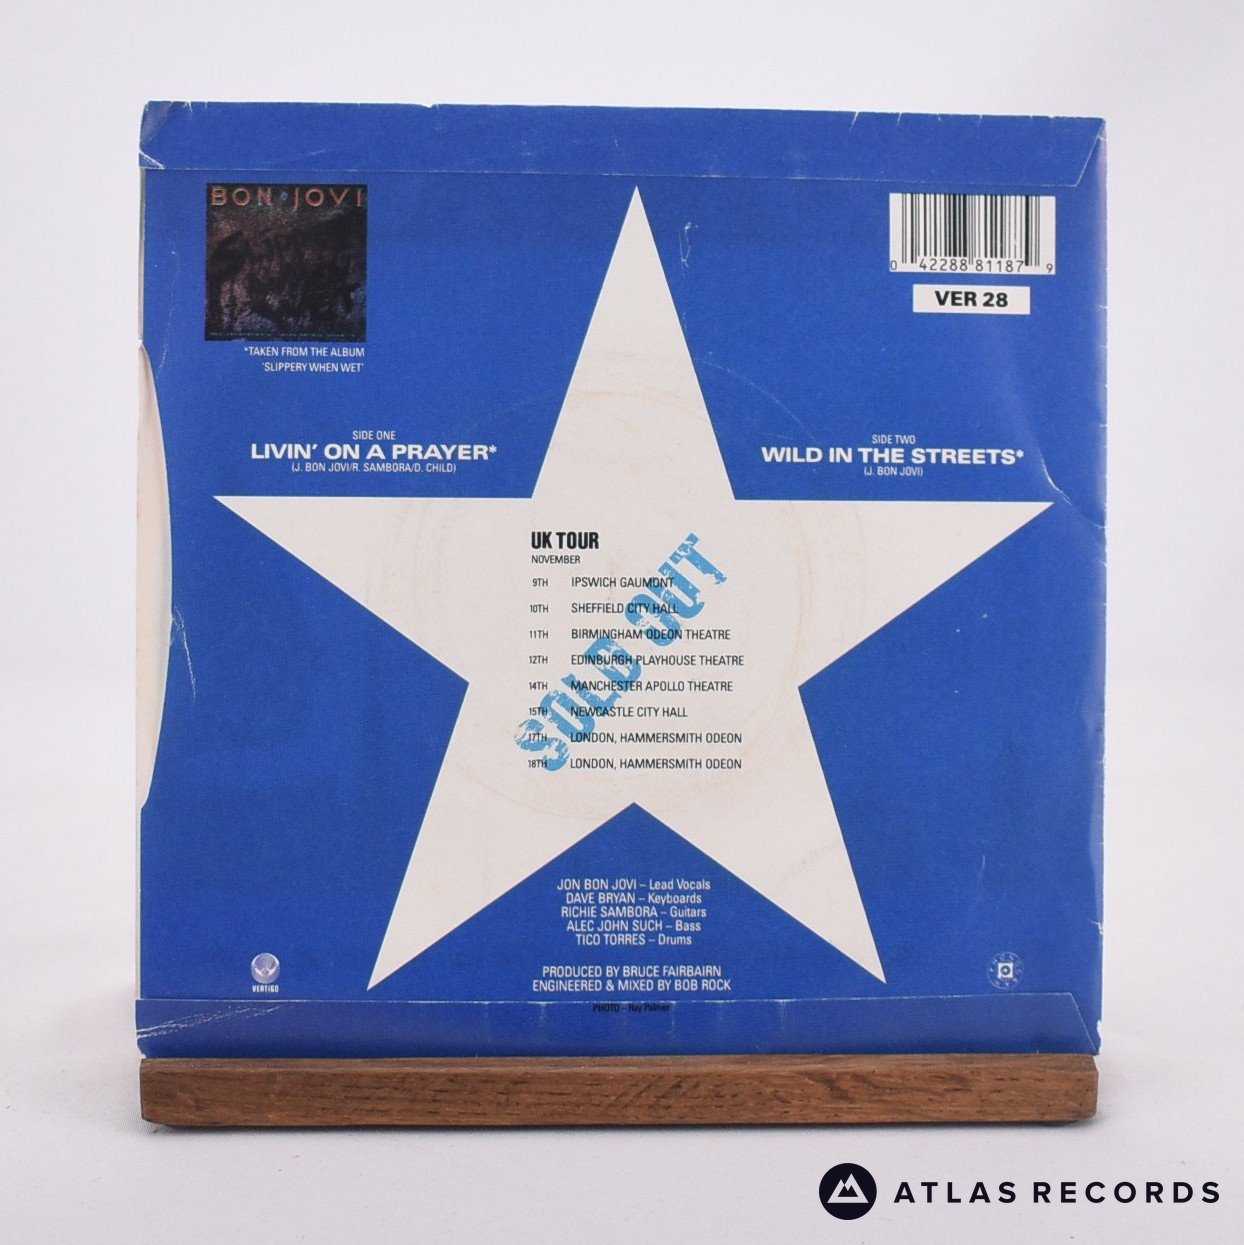 BON JOVI
*TAKEN FROM THE ALBUM
'SLIPPERY WHEN WET'
0 42288 81187 9
VER 28
SIDE ONE
LIVIN' ON A PRAYER*
(J. BON JOVI/R. SAMBORA/D. CHILD)
SIDE TWO
WILD IN THE STREETS*
(J. BON JOVI)
UK TOUR
NOVEMBER
9TH IPSWICH GAUMONT
10TH SHEFFIELD CITY HALL
11TH BIRMINGHAM ODEON THEATRE
12TH EDINBURGH PLAYHOUSE THEATRE
14TH MANCHESTER APOLLO THEATRE
15TH NEWCASTLE CITY HALL
17TH LONDON, HAMMERSMITH ODEON
18TH LONDON, HAMMERSMITH ODEON
SOLD OUT
JON BON JOVI – Lead Vocals
DAVE BRYAN – Keyboards
RICHIE SAMBORA – Guitars
ALEC JOHN SUCH – Bass
TICO TORRES – Drums
PRODUCED BY BRUCE FAIRBAIRN
ENGINEERED & MIXED BY BOB ROCK
PHOTO – Ray Palmer
VERTIGO
ATLAS RECORDS